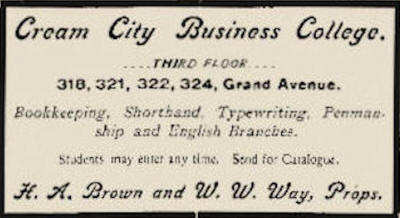 Cream City Business College.
....THIRD FLOOR....
318, 321, 322, 324, Grand Avenue.
Bookkeeping, Shorthand, Typewriting, Penman-
ship and English Branches.
Students may enter any time. Send for Catalogue.
H. A. Brown and W. W. Way, Props.